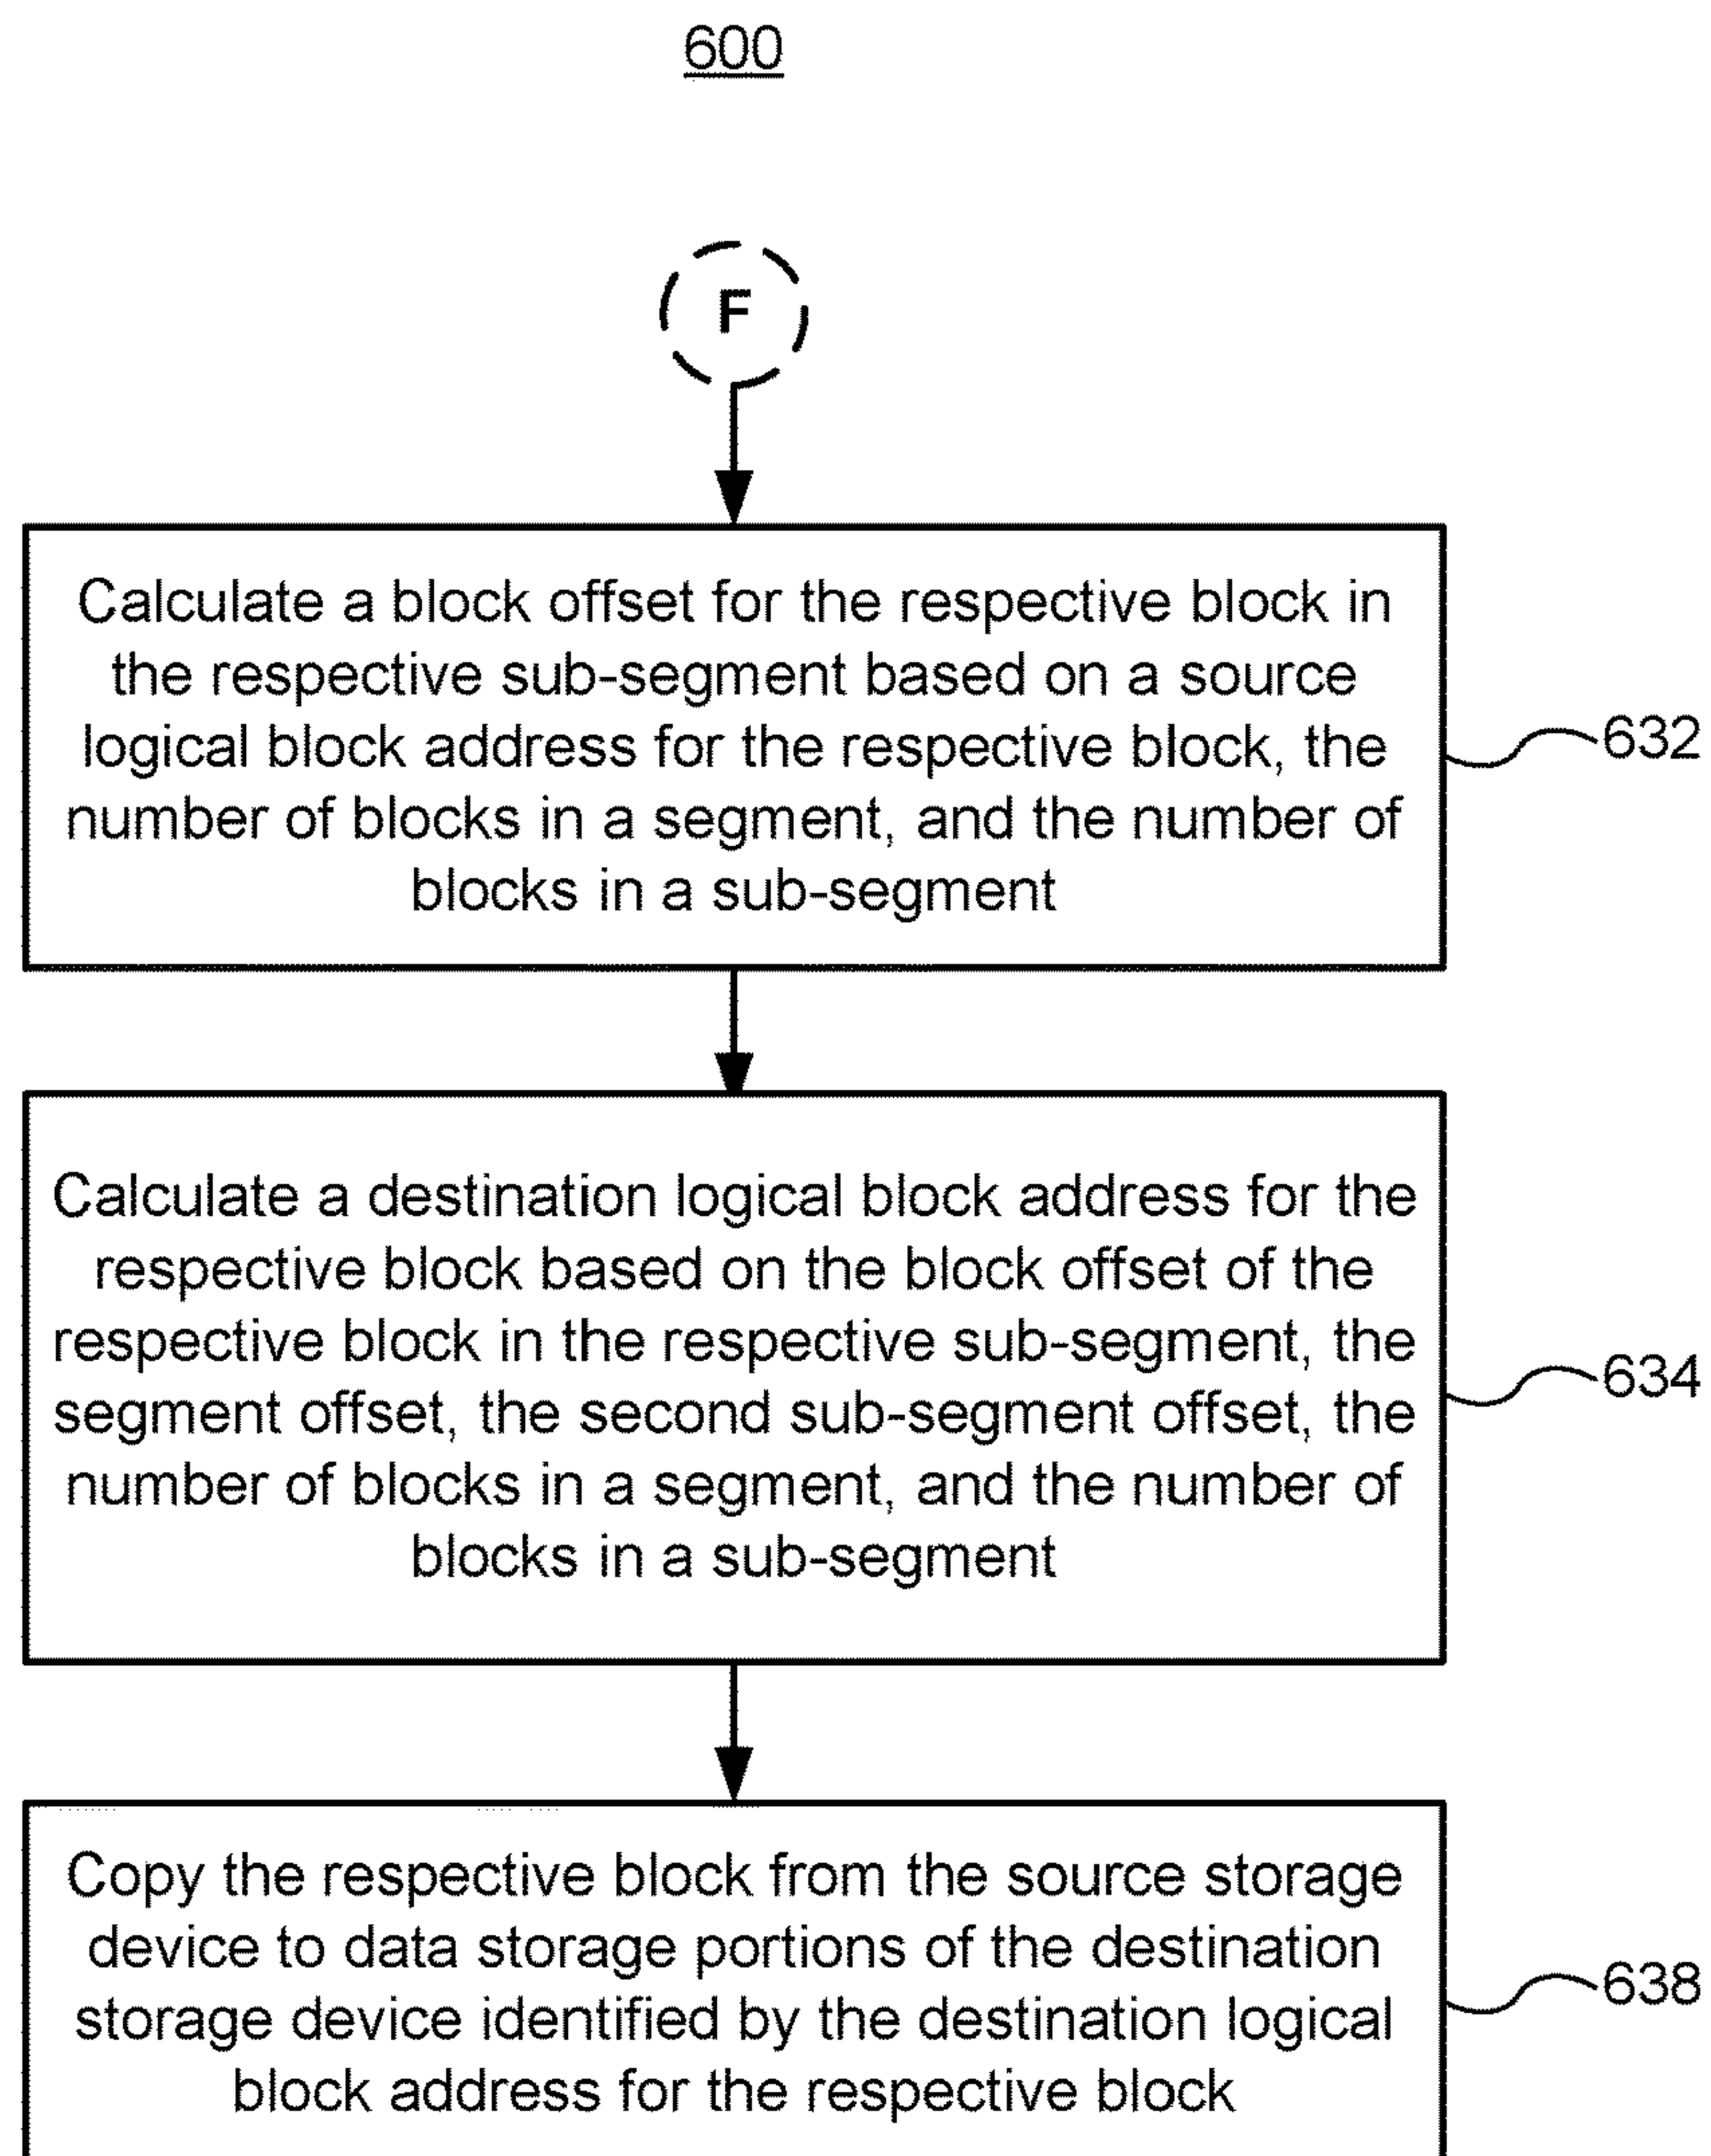 600
F
Calculate a block offset for the respective block in
the respective sub-segment based on a source
logical block address for the respective block, the
number of blocks in a segment, and the number of
blocks in a sub-segment
632
Calculate a destination logical block address for the
respective block based on the block offset of the
respective block in the respective sub-segment, the
segment offset, the second sub-segment offset, the
number of blocks in a segment, and the number of
blocks in a sub-segment
634
Copy the respective block from the source storage
device to data storage portions of the destination
storage device identified by the destination logical
block address for the respective block
638